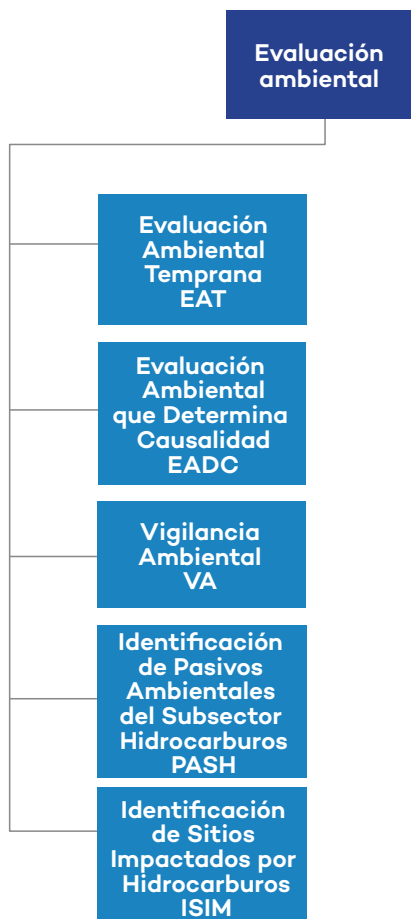 Evaluación
ambiental
Evaluación
Ambiental
Temprana
EAT
Evaluación
Ambiental
que Determina
Causalidad
EADC
Vigilancia
Ambiental
VA
Identificación
de Pasivos
Ambientales
del Subsector
Hidrocarburos
PASH
Identificación
de Sitios
Impactados por
Hidrocarburos
ISIM